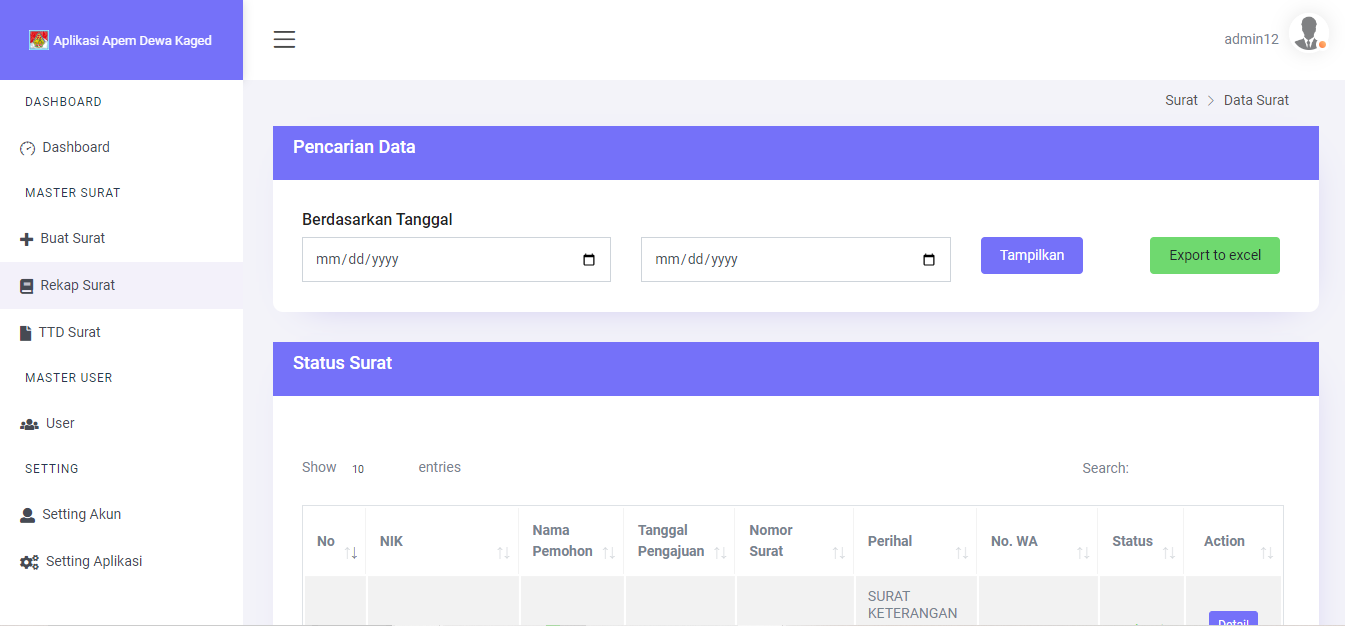 Aplikasi Apem Dewa Kaged
admin12
DASHBOARD
Dashboard
MASTER SURAT
Buat Surat
Rekap Surat
TTD Surat
MASTER USER
User
SETTING
Setting Akun
Setting Aplikasi
Surat > Data Surat
Pencarian Data
Berdasarkan Tanggal
mm/dd/yyyy mm/dd/yyyy Tampilkan Export to excel
Status Surat
Show 10 entries Search:
No NIK Nama Pemohon Tanggal Pengajuan Nomor Surat Perihal No. WA Status Action
SURAT
KETERANGAN
Detail